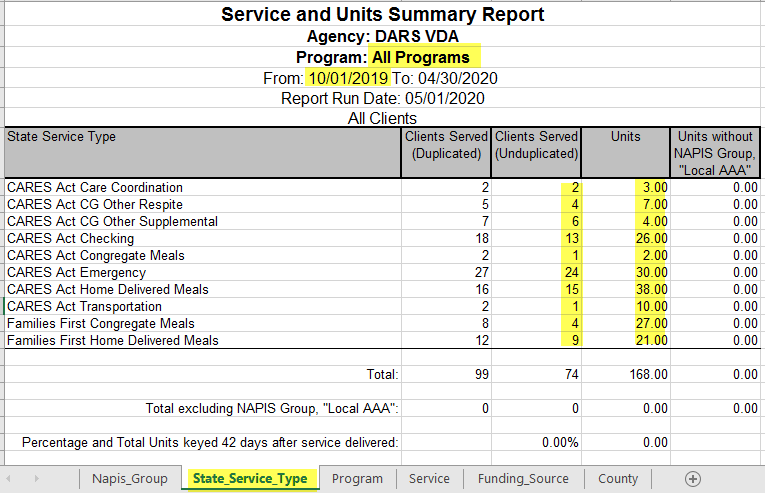 Service and Units Summary Report
Agency: DARS VDA
Program: All Programs
From: 10/01/2019 To: 04/30/2020
Report Run Date: 05/01/2020
All Clients
State Service Type Clients Served (Duplicated) Clients Served (Unduplicated) Units Units without NAPIS Group, "Local AAA"
CARES Act Care Coordination 2 2 3.00 0.00
CARES Act CG Other Respite 5 4 7.00 0.00
CARES Act CG Other Supplemental 7 6 4.00 0.00
CARES Act Checking 18 13 26.00 0.00
CARES Act Congregate Meals 2 1 2.00 0.00
CARES Act Emergency 27 24 30.00 0.00
CARES Act Home Delivered Meals 16 15 38.00 0.00
CARES Act Transportation 2 1 10.00 0.00
Families First Congregate Meals 8 4 27.00 0.00
Families First Home Delivered Meals 12 9 21.00 0.00
Total: 99 74 168.00 0.00
Total excluding NAPIS Group, "Local AAA": 0 0 0.00 0.00
Percentage and Total Units keyed 42 days after service delivered: 0.00% 0.00
Napis_Group State_Service_Type Program Service Funding_Source County